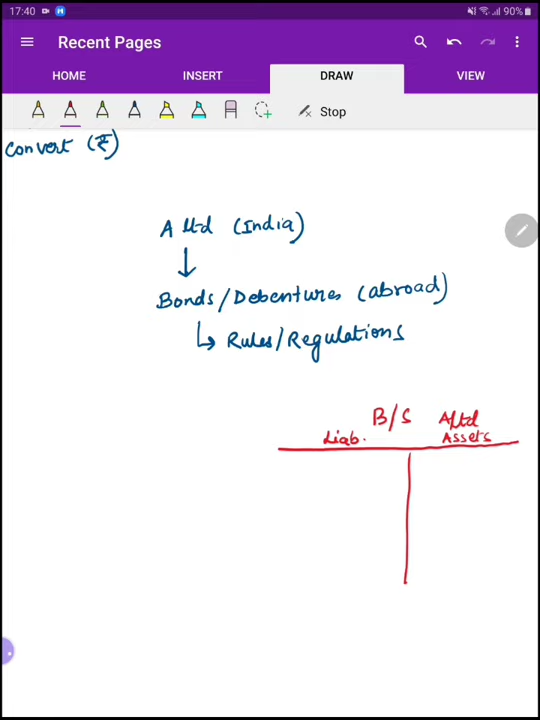 17:40 90%
Recent Pages
HOME INSERT DRAW VIEW
Stop
Convert (₹)
A ltd (India)
Bonds/Debentures (abroad)
Rules/Regulations
B/S A ltd
Liab. Assets